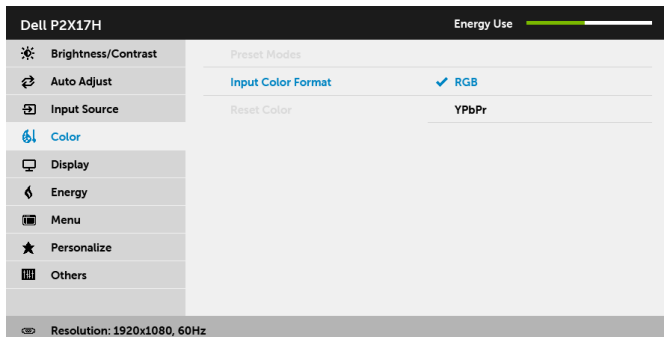 Dell P2X17H Energy Use
Brightness/Contrast Preset Modes
Auto Adjust Input Color Format RGB
Input Source Reset Color YPbPr
Color
Display
Energy
Menu
Personalize
Others
Resolution: 1920x1080, 60Hz